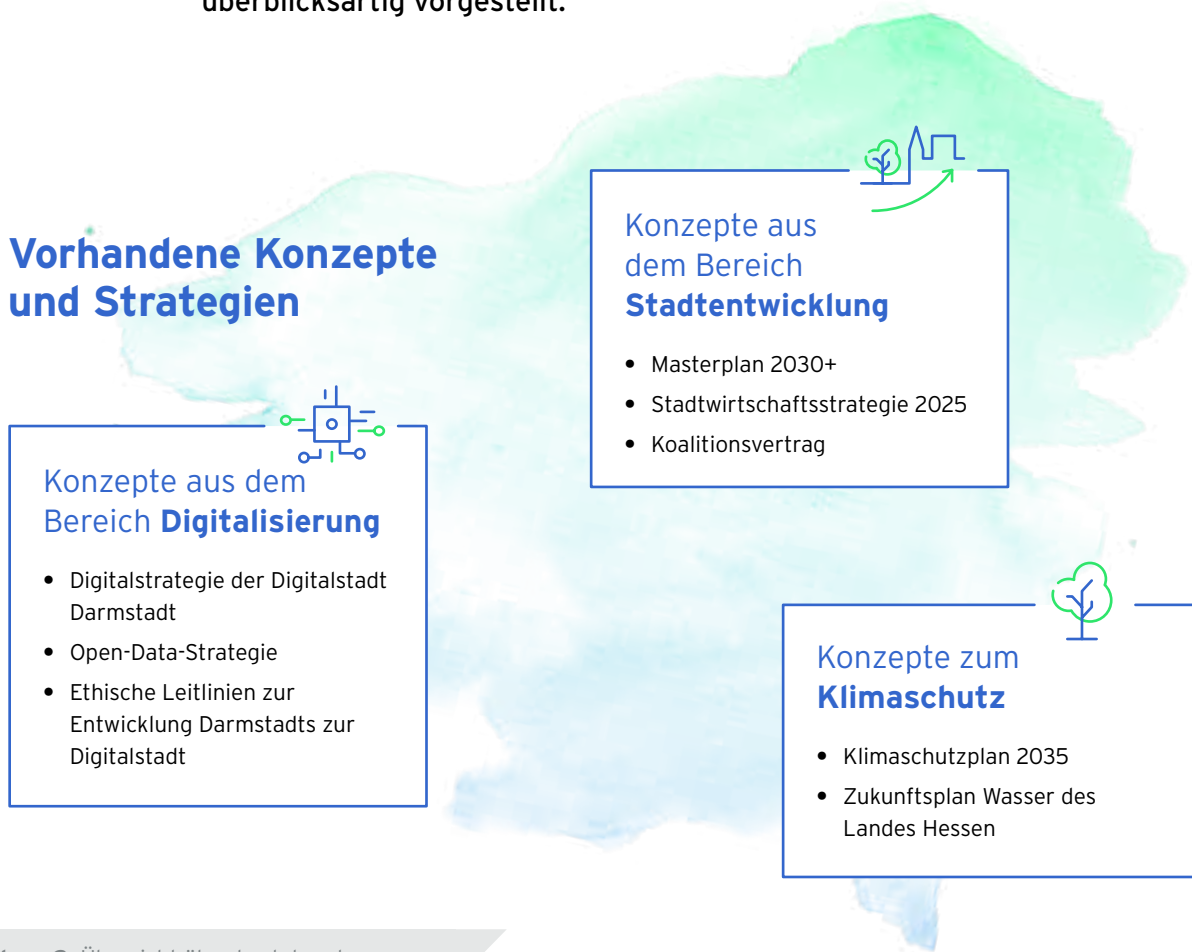 überblicksartig vorgestellt.
Vorhandene Konzepte
und Strategien
Konzepte aus
dem Bereich
Stadtentwicklung
• Masterplan 2030+
• Stadtwirtschaftsstrategie 2025
• Koalitionsvertrag
Konzepte aus dem
Bereich Digitalisierung
• Digitalstrategie der Digitalstadt
Darmstadt
• Open-Data-Strategie
• Ethische Leitlinien zur
Entwicklung Darmstadts zur
Digitalstadt
Konzepte zum
Klimaschutz
• Klimaschutzplan 2035
• Zukunftsplan Wasser des
Landes Hessen